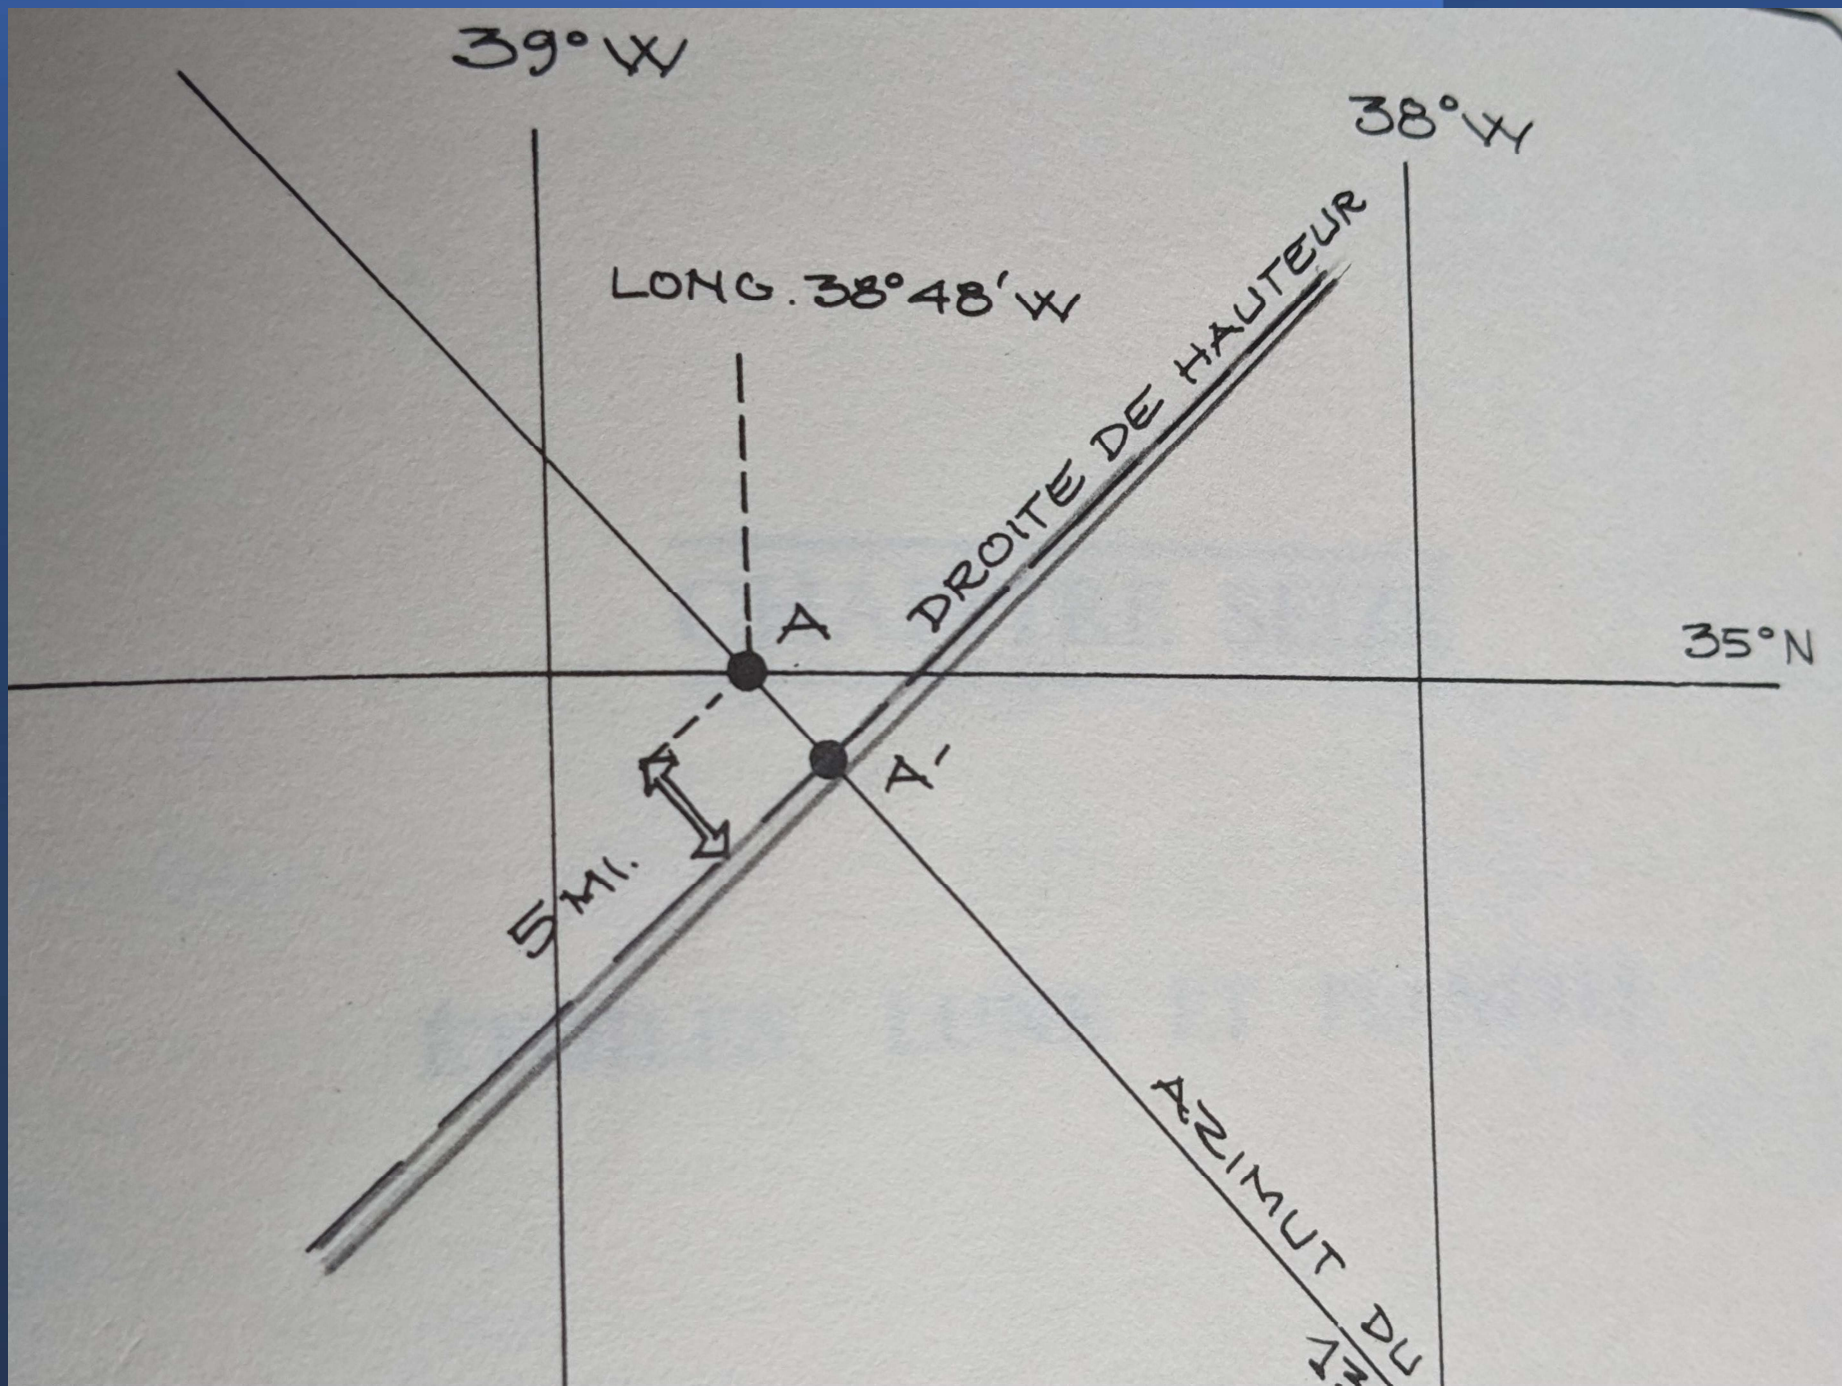 39° W
38° W
LONG. 38° 48' W
DROITE DE HAUTEUR
A
35° N
A-
5 MI.
AZIMUT DU